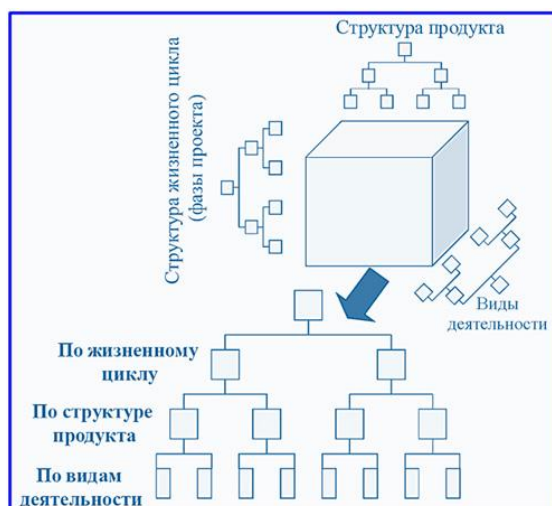 Структура продукта
Структура жизненного цикла
(фазы проекта)
Виды
деятельности
По жизненному
циклу
По структуре
продукта
По видам
деятельности